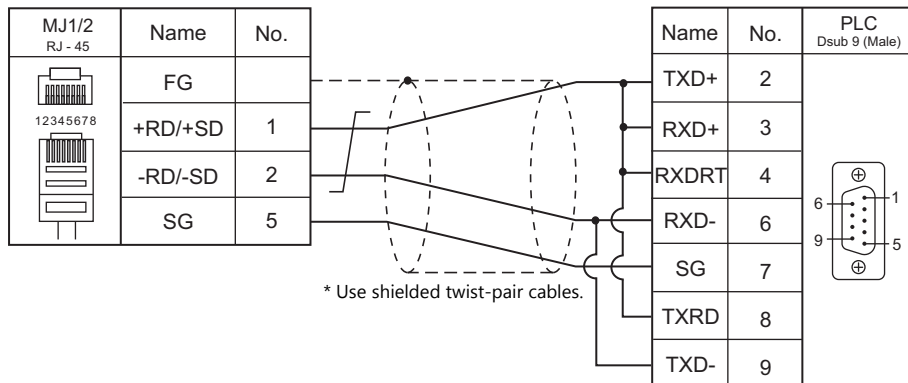 MJ1/2 Name No.
RJ - 45
FG
12345678
+RD/+SD 1
-RD/-SD 2
SG 5
* Use shielded twist-pair cables.
Name No. PLC
Dsub 9 (Male)
TXD+ 2
RXD+ 3
RXDRT 4
RXD- 6
SG 7
TXRD 8
TXD- 9
6 1
9 5